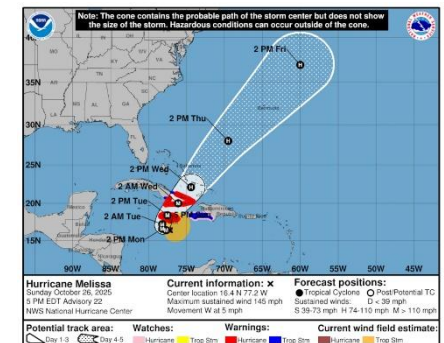 Note: The cone contains the probable path of the storm center but does not show
the size of the storm. Hazardous conditions can occur outside of the cone.
2 PM Fri
35N
2 PM Thu
30N
Bermuda
25N
2 PM Wed
2 AM Wed
20N
2 PM Tue
2 AM Tue
15N
2 PM Mon
90W 85W 80W 75W 70W 65W 60W 55W 50W 45W
Hurricane Melissa
Sunday October 26, 2025
5 PM EDT Advisory 22
NWS National Hurricane Center
Current information: x
Center location 16.4 N 77.2 W
Maximum sustained wind 145 mph
Movement W at 5 mph
Forecast positions:
● Tropical Cyclone ○ Post/Potential TC
Sustained winds: D < 39 mph
S 39-73 mph H 74-110 mph M > 110 mph
Potential track area: Watches: Warnings: Current wind field estimate:
Day 1-3 Day 4-5 Hurricane Trop Stm Hurricane Trop Stm Hurricane Trop Stm